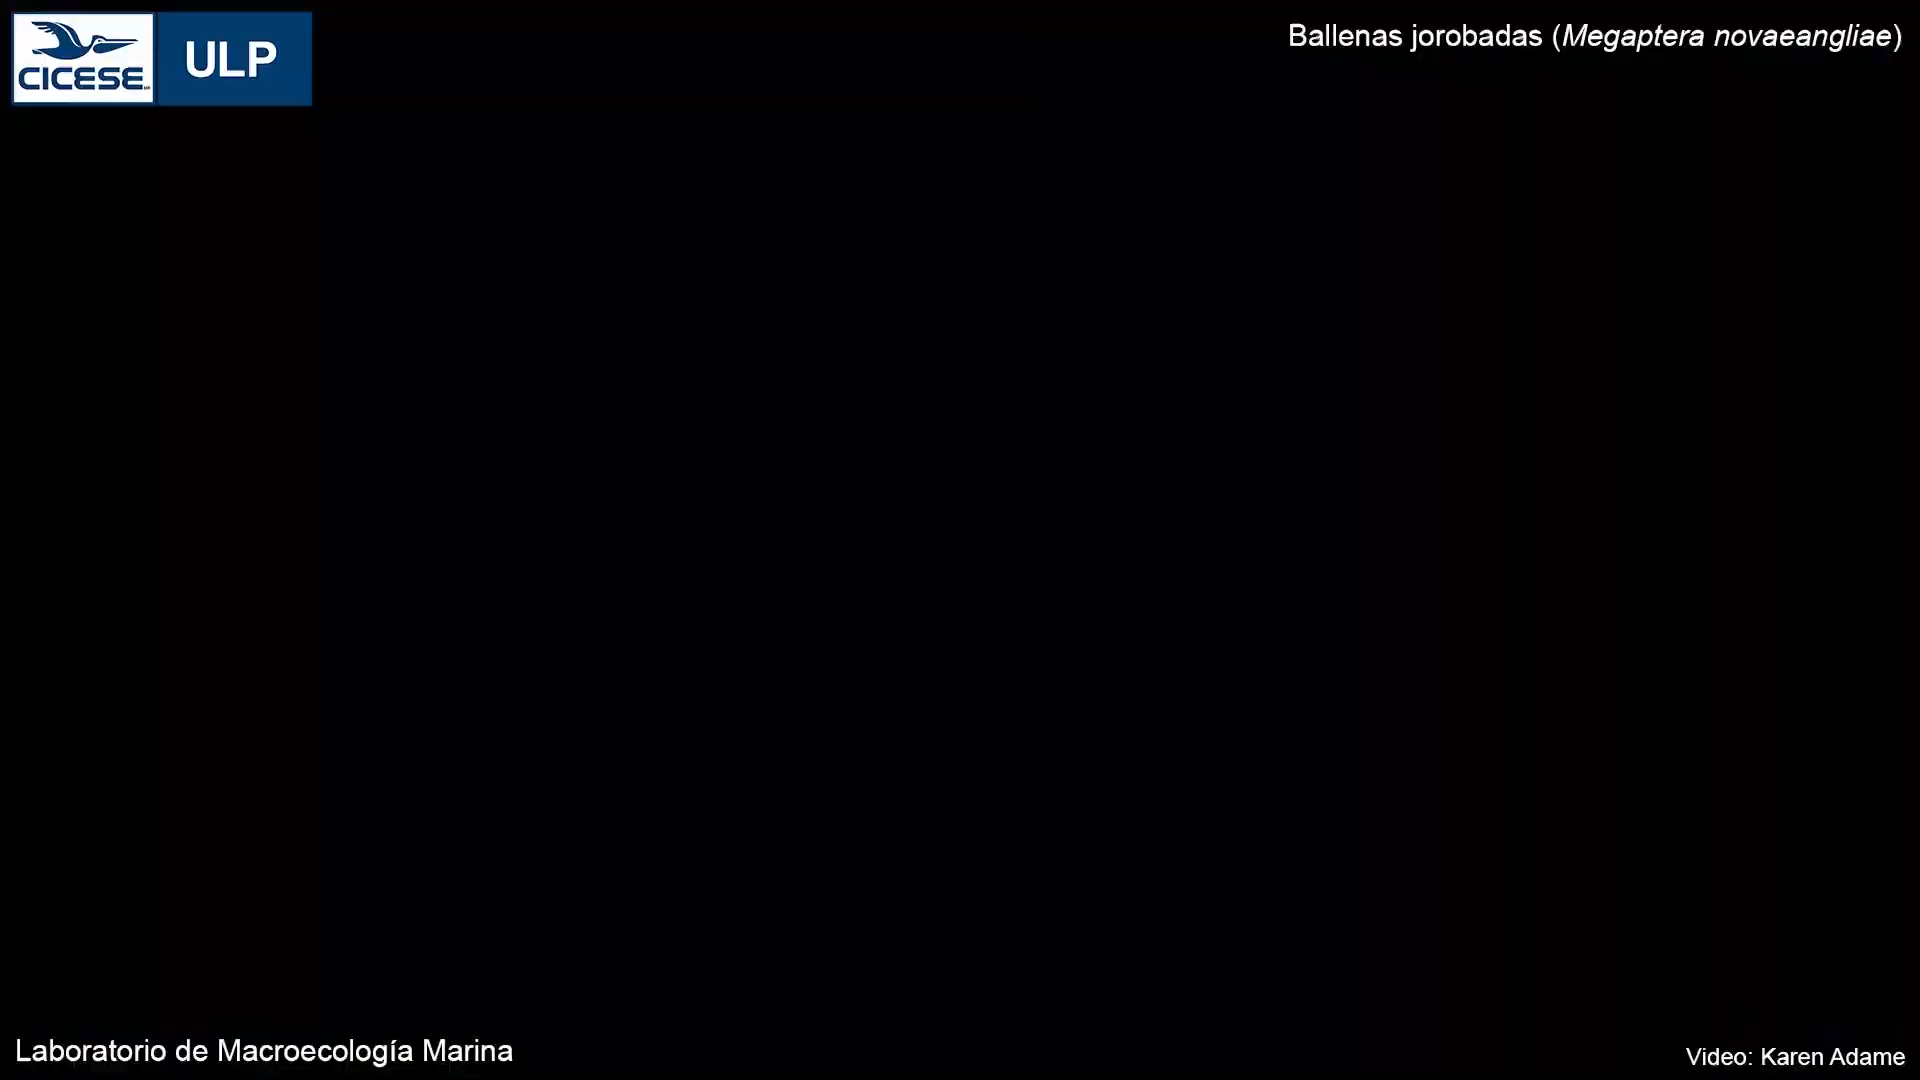 CICESE
ULP
Ballenas jorobadas (Megaptera novaeangliae)
Laboratorio de Macroecología Marina
Video: Karen Adame